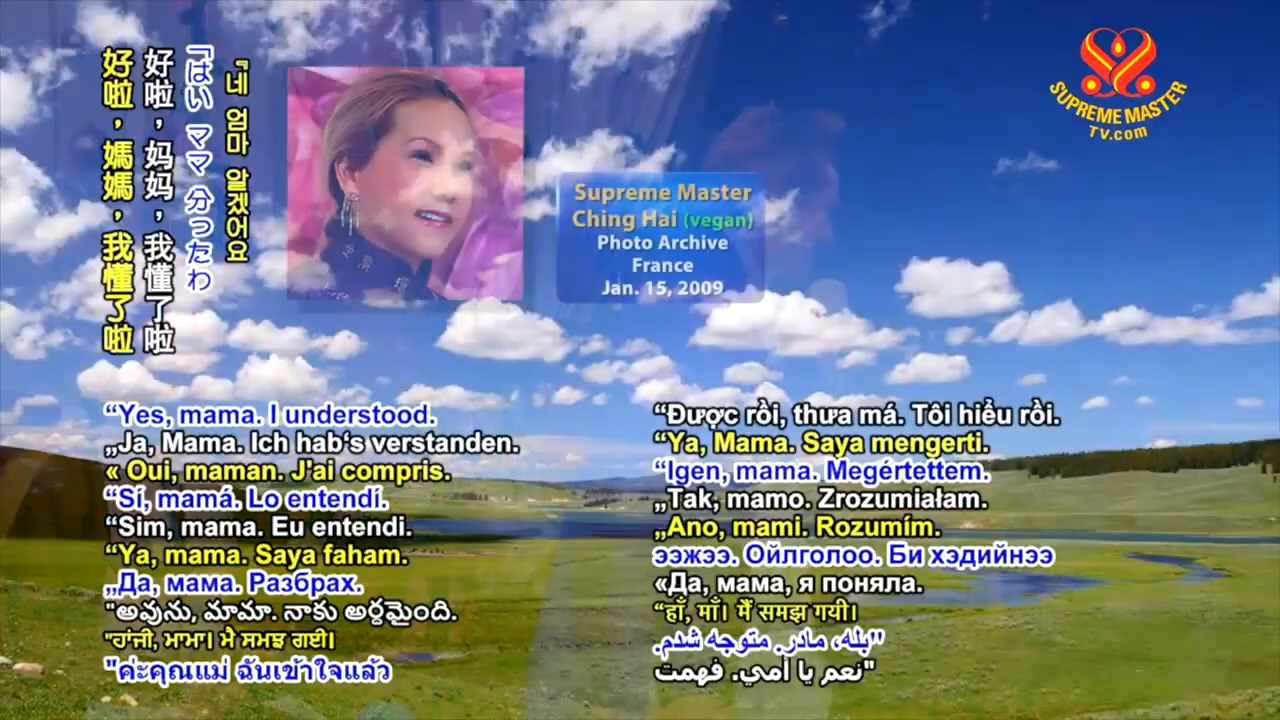 好啦，媽媽，我懂了啦
好啦，妈妈，我懂了啦
「はい ママ 分ったわ
『네 엄마 알겠어요
SUPREME MASTER
TV.com
Supreme Master
Ching Hai (vegan)
Photo Archive
France
Jan. 15, 2009
“Yes, mama. I understood.
„Ja, Mama. Ich hab‘s verstanden.
« Oui, maman. J'ai compris.
“Sí, mamá. Lo entendí.
“Sim, mama. Eu entendi.
“Ya, mama. Saya faham.
„Да, мама. Разбрах.
"అవును, మామా. నాకు అర్థమైంది.
"ਹਾਂਜੀ, ਮਾਮਾ। ਮੈ ਸਮਝ ਗਈ।
"ค่ะคุณแม่ ฉันเข้าใจแล้ว
“Được rồi, thưa má. Tôi hiểu rồi.
“Ya, Mama. Saya mengerti.
“Igen, mama. Megértettem.
„Tak, mamo. Zrozumiałam.
„Ano, mami. Rozumím.
ээжээ. Ойлголоо. Би хэдийнээ
«Да, мама, я поняла.
“हाँ, माँ। मैं समझ गयी।
"بله، مادر. متوجه شدم.
"نعم يا أمي. فهمت